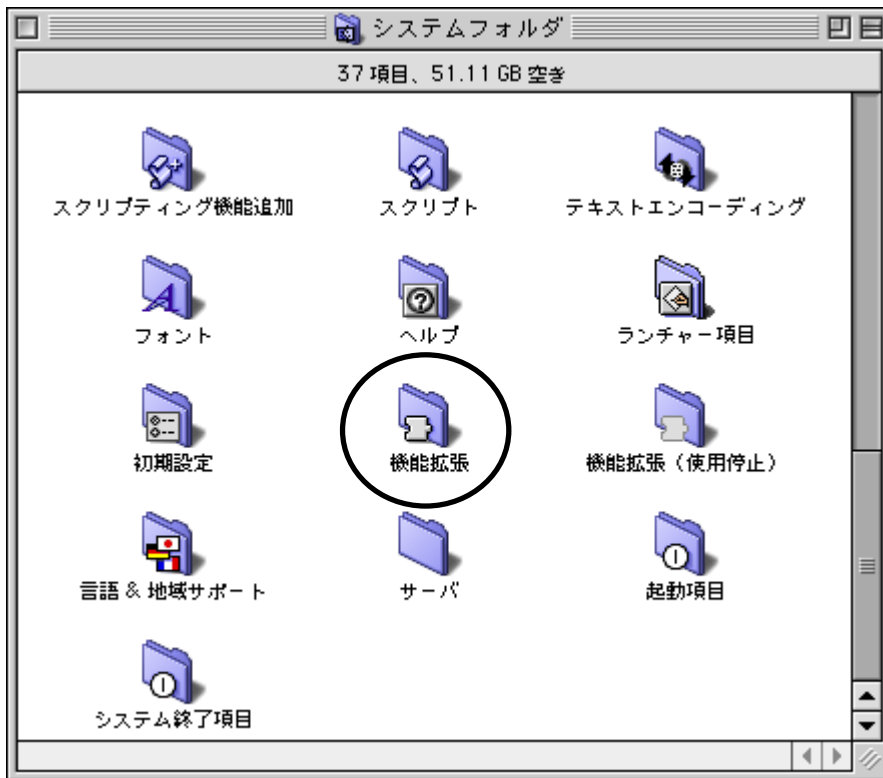 システムフォルダ
37 項目、51.11 GB 空き
スクリプティング機能追加
スクリプト
テキストエンコーディング
フォント
ヘルプ
ランチャー項目
初期設定
機能拡張
機能拡張（使用停止）
言語 & 地域サポート
サーバ
起動項目
システム終了項目